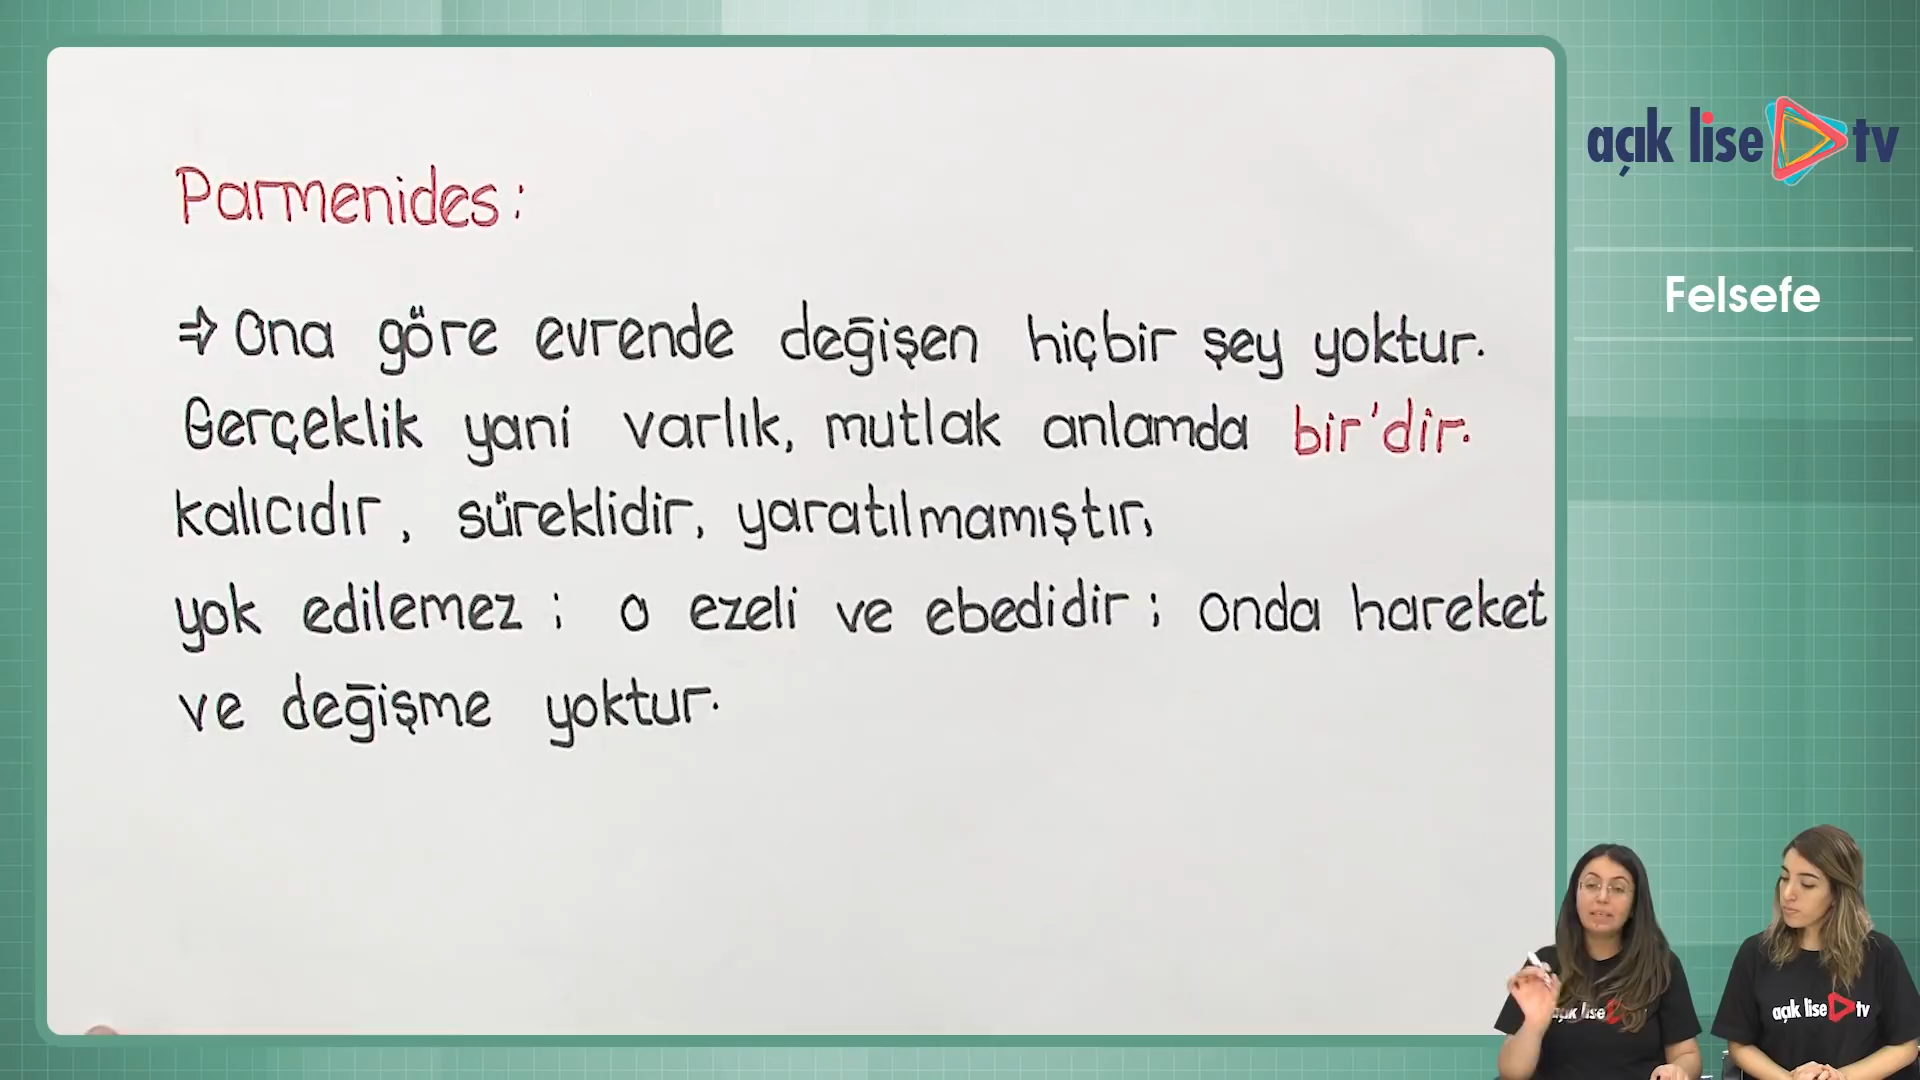 Parmenides:
⇒ Ona göre evrende değişen hiçbir şey yoktur.
Gerçeklik yani varlık, mutlak anlamda bir'dir.
kalıcıdır, süreklidir, yaratılmamıştır,
yok edilemez; o ezeli ve ebedidir; onda hareket
ve değişme yoktur.
açık lise tv
Felsefe
açık lise
açık lise tv